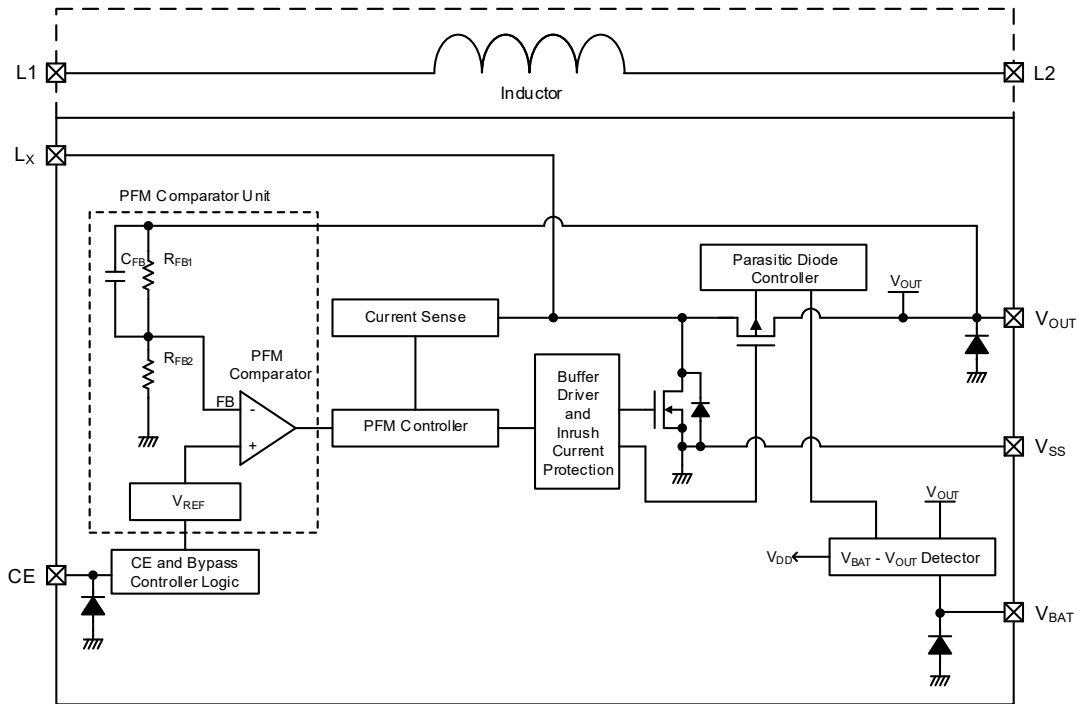 L1
L2
Inductor
LX
PFM Comparator Unit
CFB
RFB1
Parasitic Diode
Controller
VOUT
Current Sense
VOUT
RFB2
PFM
Comparator
FB
-
+
PFM Controller
Buffer
Driver
and
Inrush
Current
Protection
VSS
VREF
VOUT
CE and Bypass
Controller Logic
CE
VDD
VBAT - VOUT Detector
VBAT